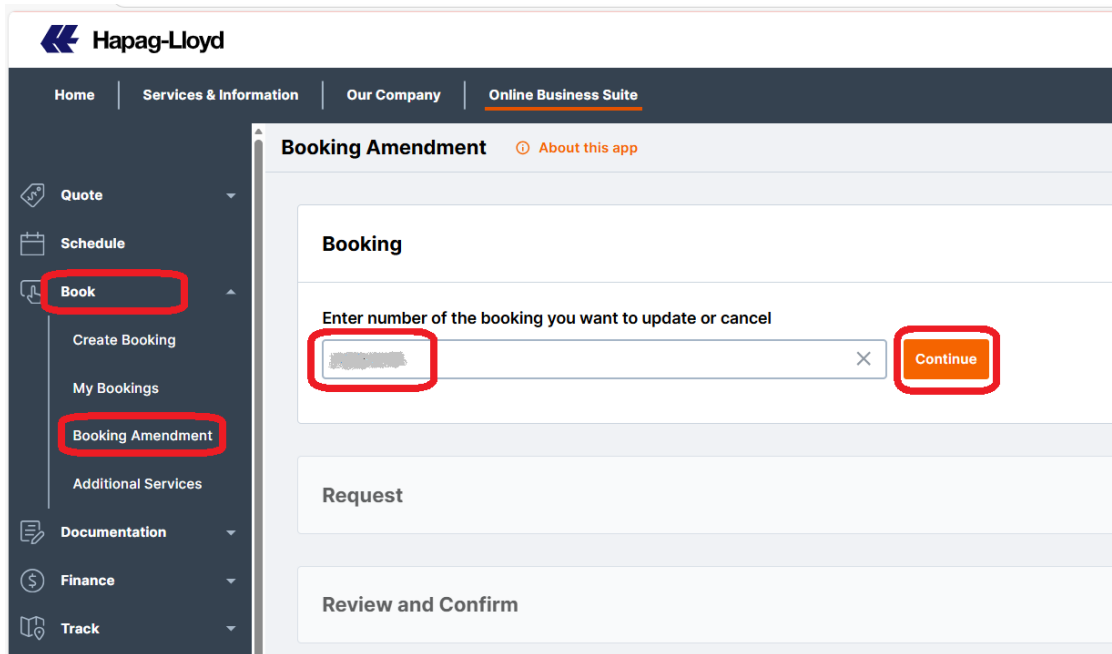 Hapag-Lloyd
Home
Services & Information
Our Company
Online Business Suite
Booking Amendment
About this app
Quote
Schedule
Book
Create Booking
My Bookings
Booking Amendment
Additional Services
Documentation
Finance
Track
Booking
Enter number of the booking you want to update or cancel
Continue
Request
Review and Confirm